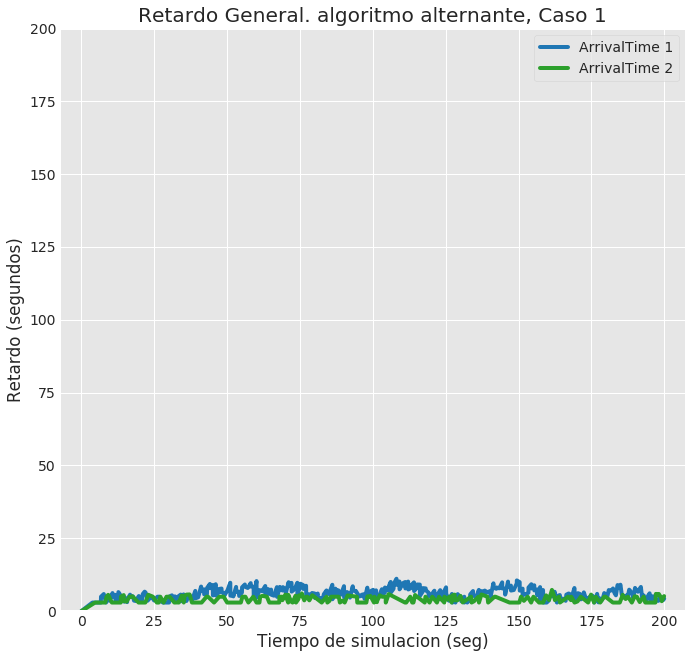 Retardo General. algoritmo alternante, Caso 1
200
175
150
125
100
75
50
25
0
Retardo (segundos)
ArrivalTime 1
ArrivalTime 2
0 25 50 75 100 125 150 175 200
Tiempo de simulacion (seg)